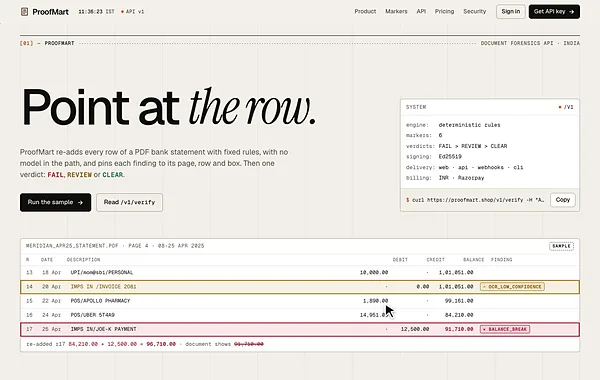 ProofMart 11:36:23 IST API v1 Product Markers API Pricing Security Sign in Get API key →
[01] — PROOFMART DOCUMENT FORENSICS API · INDIA
Point at the row.
ProofMart re-adds every row of a PDF bank statement with fixed rules, with no
model in the path, and pins each finding to its page, row and box. Then one
verdict: FAIL, REVIEW or CLEAR.
Run the sample → Read /v1/verify
SYSTEM /v1
engine: deterministic rules
markers: 6
verdicts: FAIL > REVIEW > CLEAR
signing: Ed25519
delivery: web · api · webhooks · cli
billing: INR · Razorpay
$ curl https://proofmart.shop/v1/verify -H "A… Copy
MERIDIAN_APR25_STATEMENT.PDF · PAGE 4 · 08-25 APR 2025 SAMPLE
R DATE DESCRIPTION DEBIT CREDIT BALANCE FINDING
13 18 Apr UPI/mom@sbi/PERSONAL 10,000.00 · 1,01,051.00
14 20 Apr IMPS IN /INVOICE 2O81 · 0.00 1,01,051.00 OCR_LOW_CONFIDENCE
15 22 Apr POS/APOLLO PHARMACY 1,890.00 · 99,161.00
16 24 Apr POS/UBER 5T4A9 14,951.00 · 84,210.00
17 25 Apr IMPS IN/JOE-K PAYMENT · 12,500.00 91,710.00 BALANCE_BREAK
re-added r17 84,210.00 + 12,500.00 = 96,710.00 · document shows 91,710.00